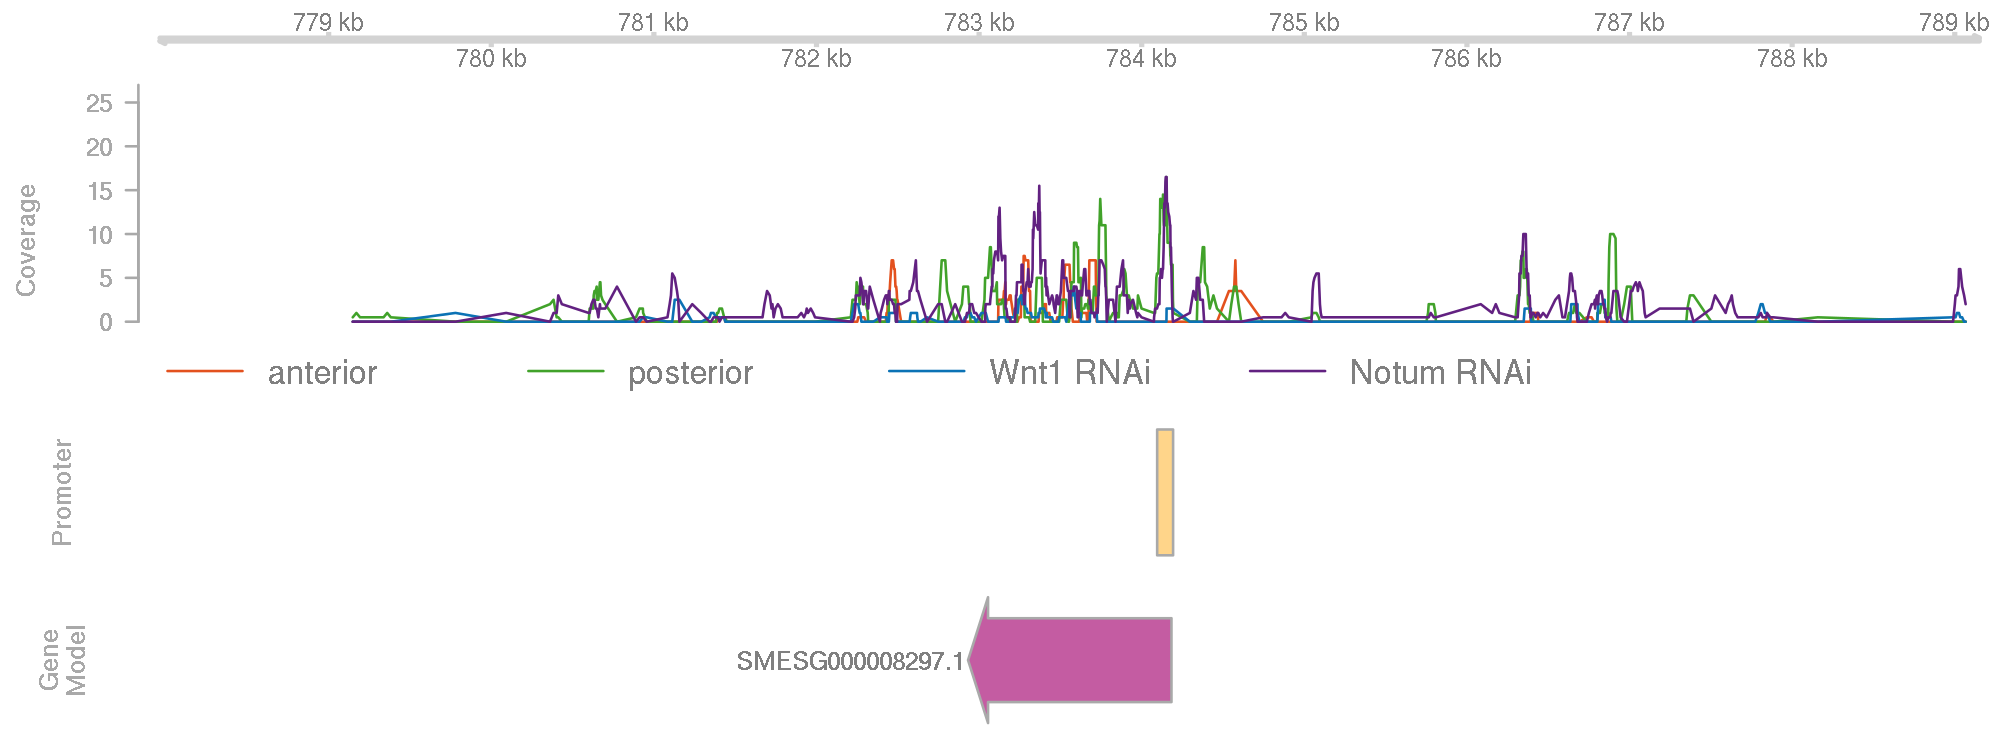 779 kb 781 kb 783 kb 785 kb 787 kb 789 kb
780 kb 782 kb 784 kb 786 kb 788 kb
Coverage
25
20
15
10
5
0
anterior posterior Wnt1 RNAi Notum RNAi
Promoter
Gene
Model
SMESG000008297.1